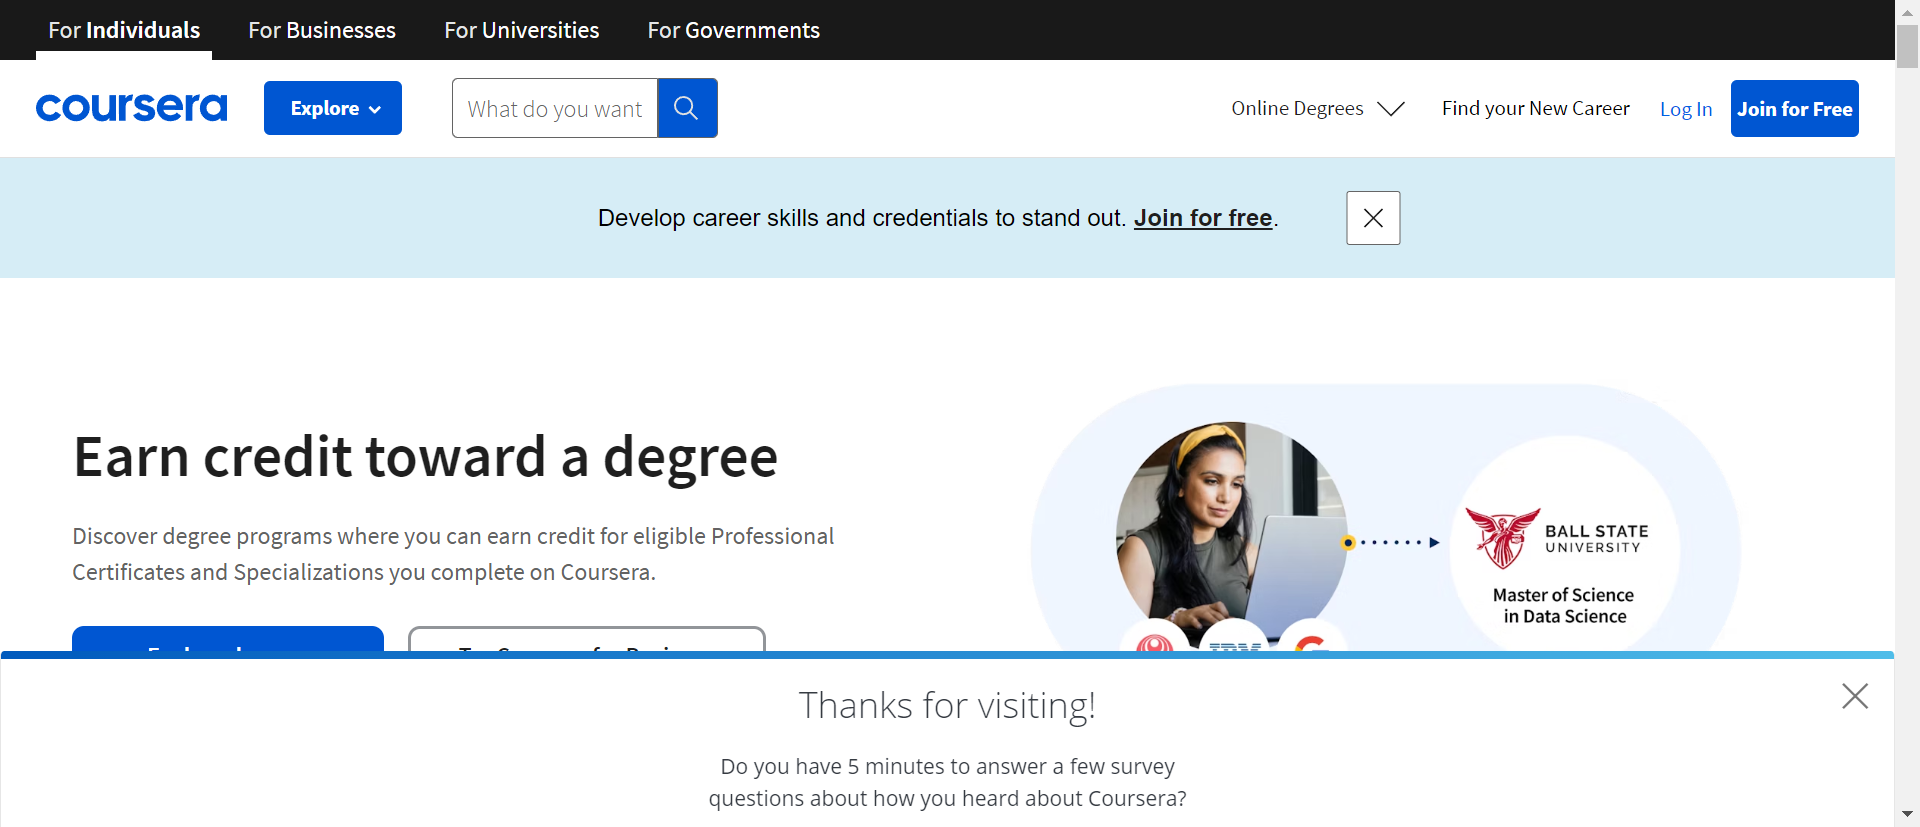 For Individuals For Businesses For Universities For Governments
coursera Explore What do you want Online Degrees Find your New Career Log In Join for Free
Develop career skills and credentials to stand out. Join for free.
Earn credit toward a degree
Discover degree programs where you can earn credit for eligible Professional
Certificates and Specializations you complete on Coursera.
BALL STATE
UNIVERSITY
Master of Science
in Data Science
Thanks for visiting!
Do you have 5 minutes to answer a few survey
questions about how you heard about Coursera?